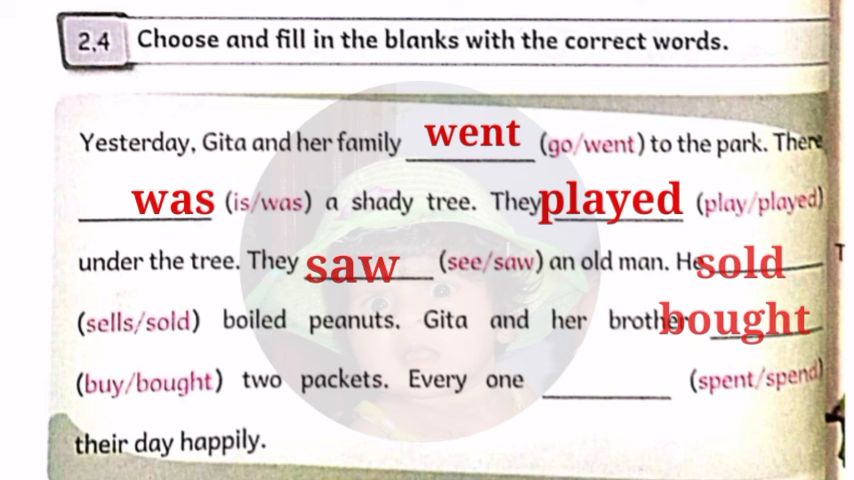 2.4 Choose and fill in the blanks with the correct words.
Yesterday, Gita and her family went (go/went) to the park. There
was (is/was) a shady tree. They played (play/played)
under the tree. They saw (see/saw) an old man. He sold
(sells/sold) boiled peanuts. Gita and her brother bought
(buy/bought) two packets. Every one ________ (spent/spend)
their day happily.